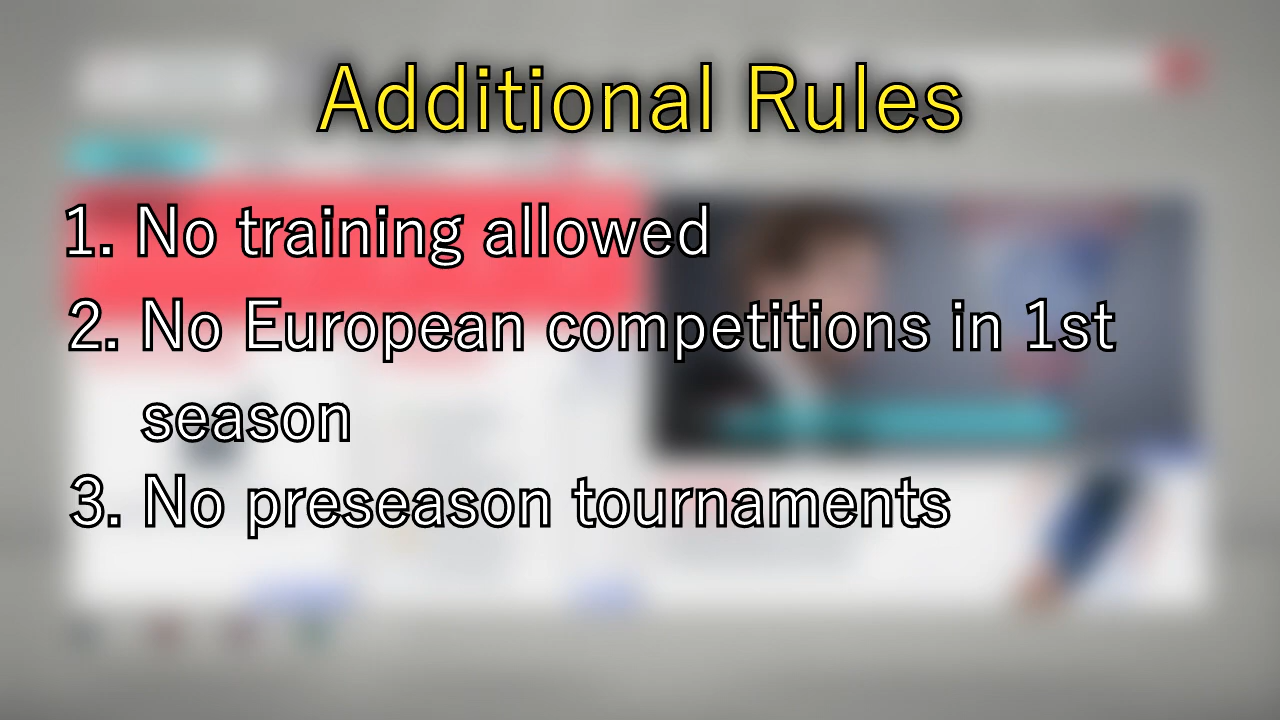 Additional Rules
1. No training allowed
2. No European competitions in 1st
season
3. No preseason tournaments